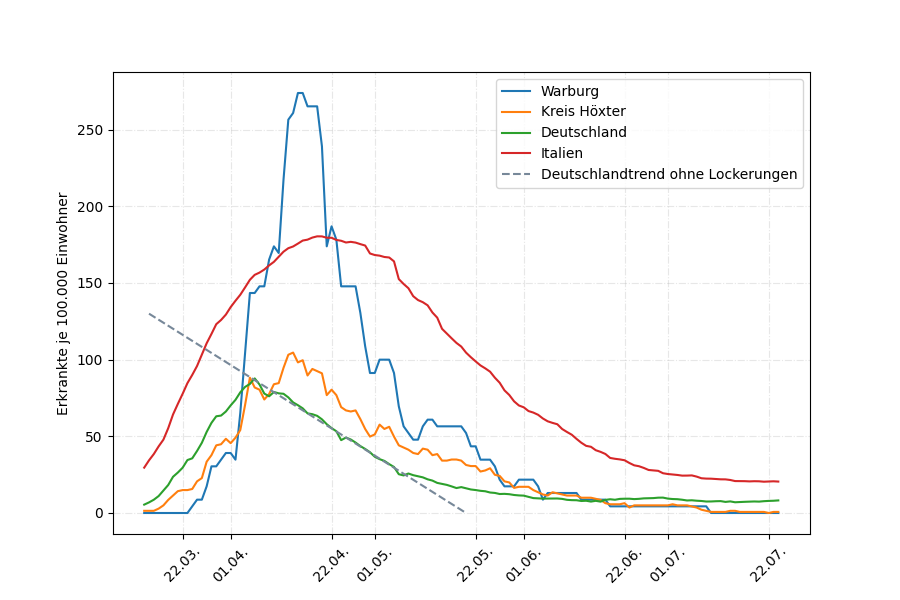 Warburg
Kreis Höxter
Deutschland
Italien
Deutschlandtrend ohne Lockerungen
Erkrankte je 100.000 Einwohner
250
200
150
100
50
0
22.03. 01.04. 22.04. 01.05. 22.05. 01.06. 22.06. 01.07. 22.07.